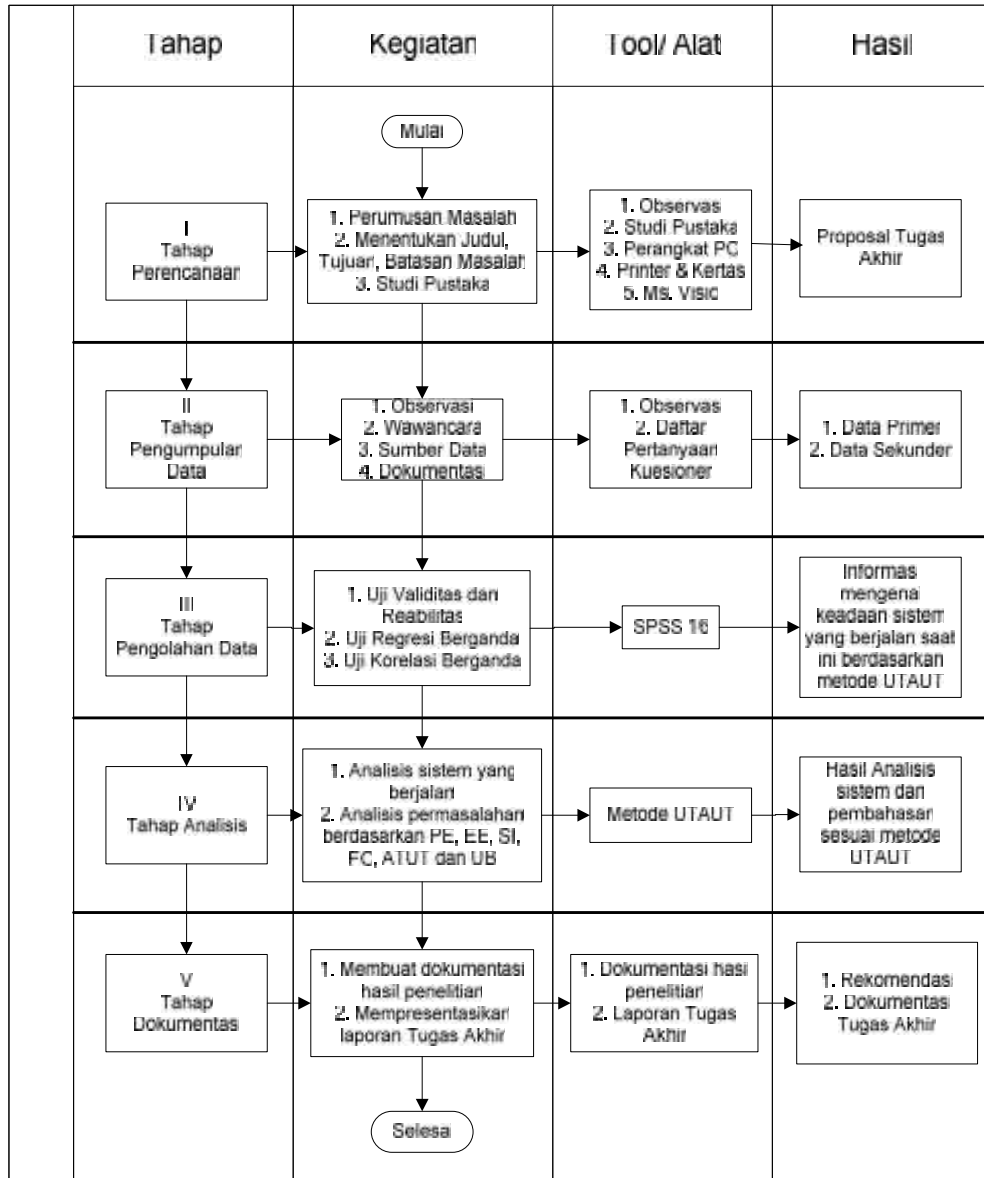 Tahap
Kegiatan
Tool/ Alat
Hasil
Mulai
I
Tahap
Perencanaan
1. Perumusan Masalah
2. Menentukan Judul,
Tujuan, Batasan Masalah
3. Studi Pustaka
1. Observas
2. Studi Pustaka
3. Perangkat PC
4. Printer & Kertas
5. Ms. Visio
Proposal Tugas
Akhir
II
Tahap
Pengumpulan
Data
1. Observasi
2. Wawancara
3. Sumber Data
4. Dokumentasi
1. Observas
2. Daftar
Pertanyaan
Kuesioner
1. Data Primer
2. Data Sekunder
III
Tahap
Pengolahan Data
1. Uji Validitas dan
Reabilitas
2. Uji Regresi Berganda
3. Uji Korelasi Berganda
SPSS 16
Informas
mengenai
keadaan sistem
yang berjalan saat
ini berdasarkan
metode UTAUT
IV
Tahap Analisis
1. Analisis sistem yang
berjalan
2. Analisis permasalahan
berdasarkan PE, EE, SI,
FC, ATUT dan UB
Metode UTAUT
Hasil Analisis
sistem dan
pembahasan
sesuai metode
UTAUT
V
Tahap
Dokumentas
1. Membuat dokumentasi
hasil penelitian
2. Mempresentasikan
laporan Tugas Akhir
1. Dokumentasi hasi
penelitian
2. Laporan Tugas
Akhir
1. Rekomendasi
2. Dokumentas
Tugas Akhir
Selesai